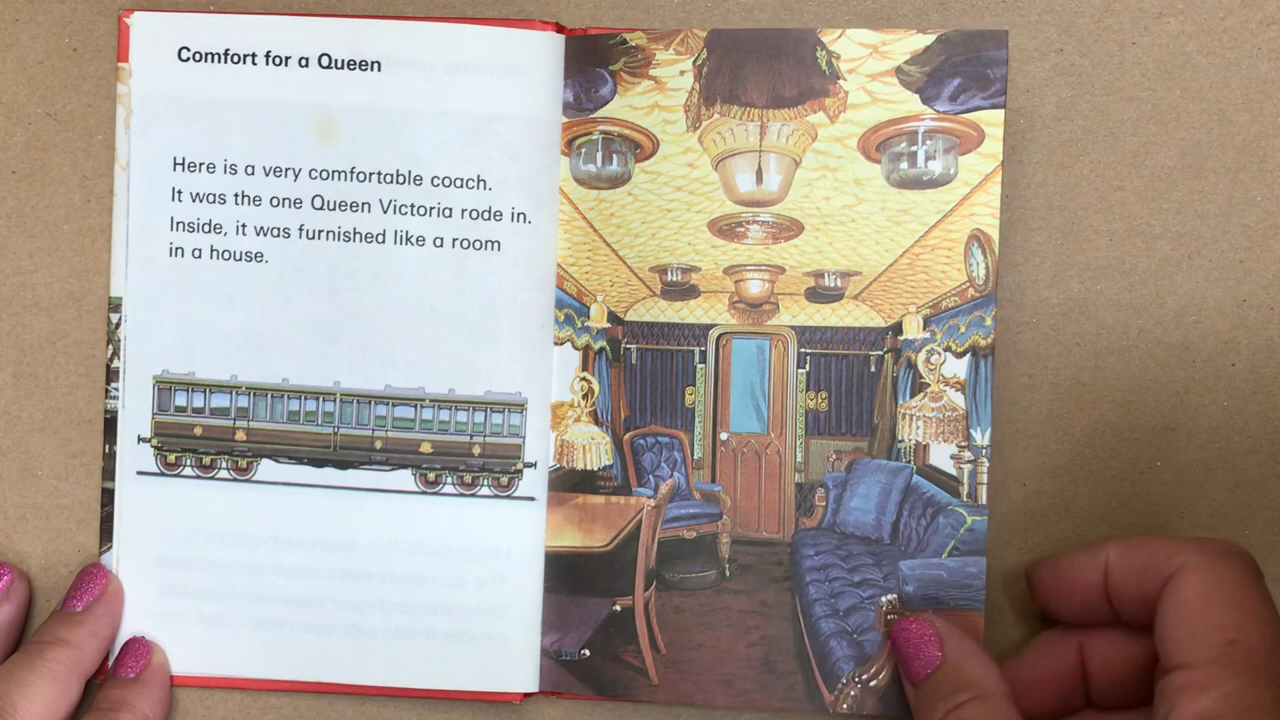 Comfort for a Queen
Here is a very comfortable coach.
It was the one Queen Victoria rode in.
Inside, it was furnished like a room
in a house.